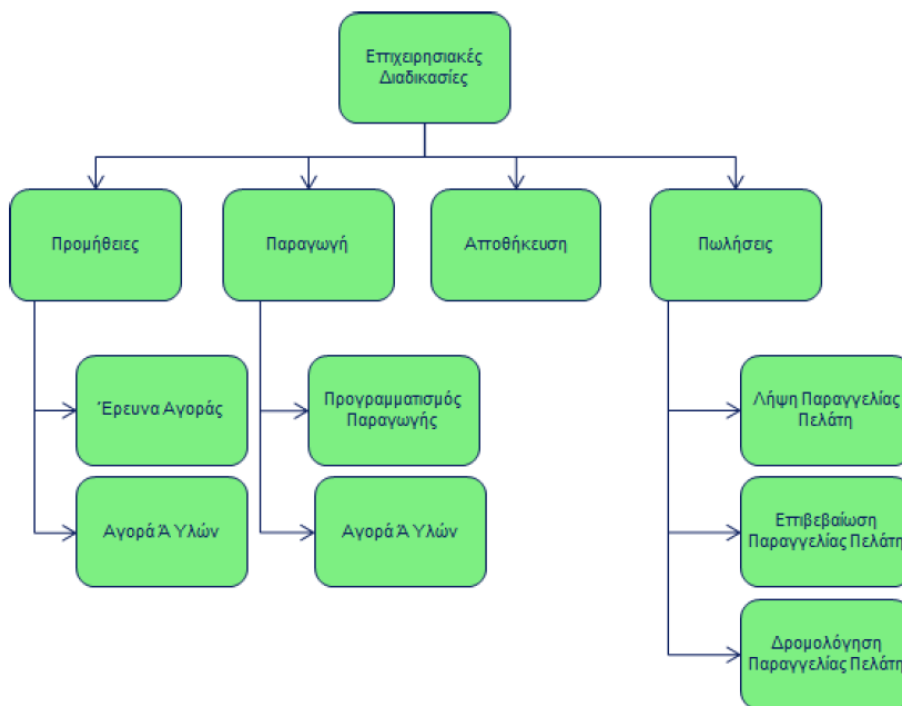 Επιχειρησιακές
Διαδικασίες
Προμήθειες
Παραγωγή
Αποθήκευση
Πωλήσεις
Έρευνα Αγοράς
Προγραμματισμός
Παραγωγής
Λήψη Παραγγελίας
Πελάτη
Αγορά Ά Υλών
Αγορά Ά Υλών
Επιβεβαίωση
Παραγγελίας Πελάτη
Δρομολόγηση
Παραγγελίας Πελάτη